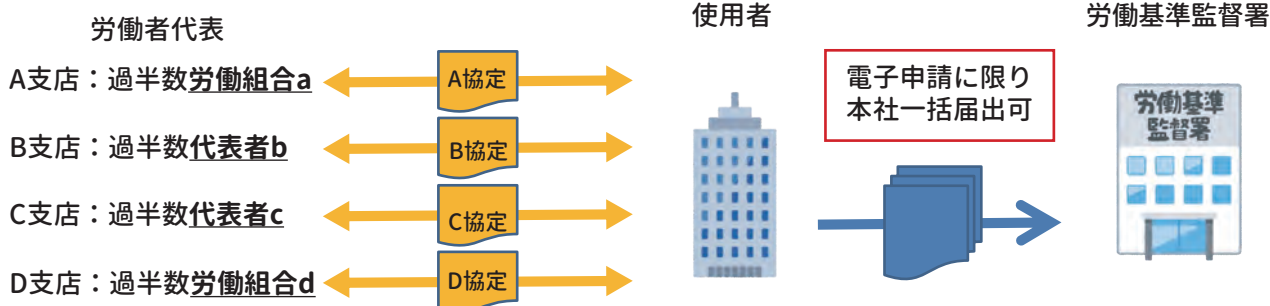 労働者代表
使用者
労働基準監督署
A支店：過半数労働組合a
A協定
B支店：過半数代表者b
B協定
C支店：過半数代表者c
C協定
D支店：過半数労働組合d
D協定
電子申請に限り
本社一括届出可
労働基準
監督署